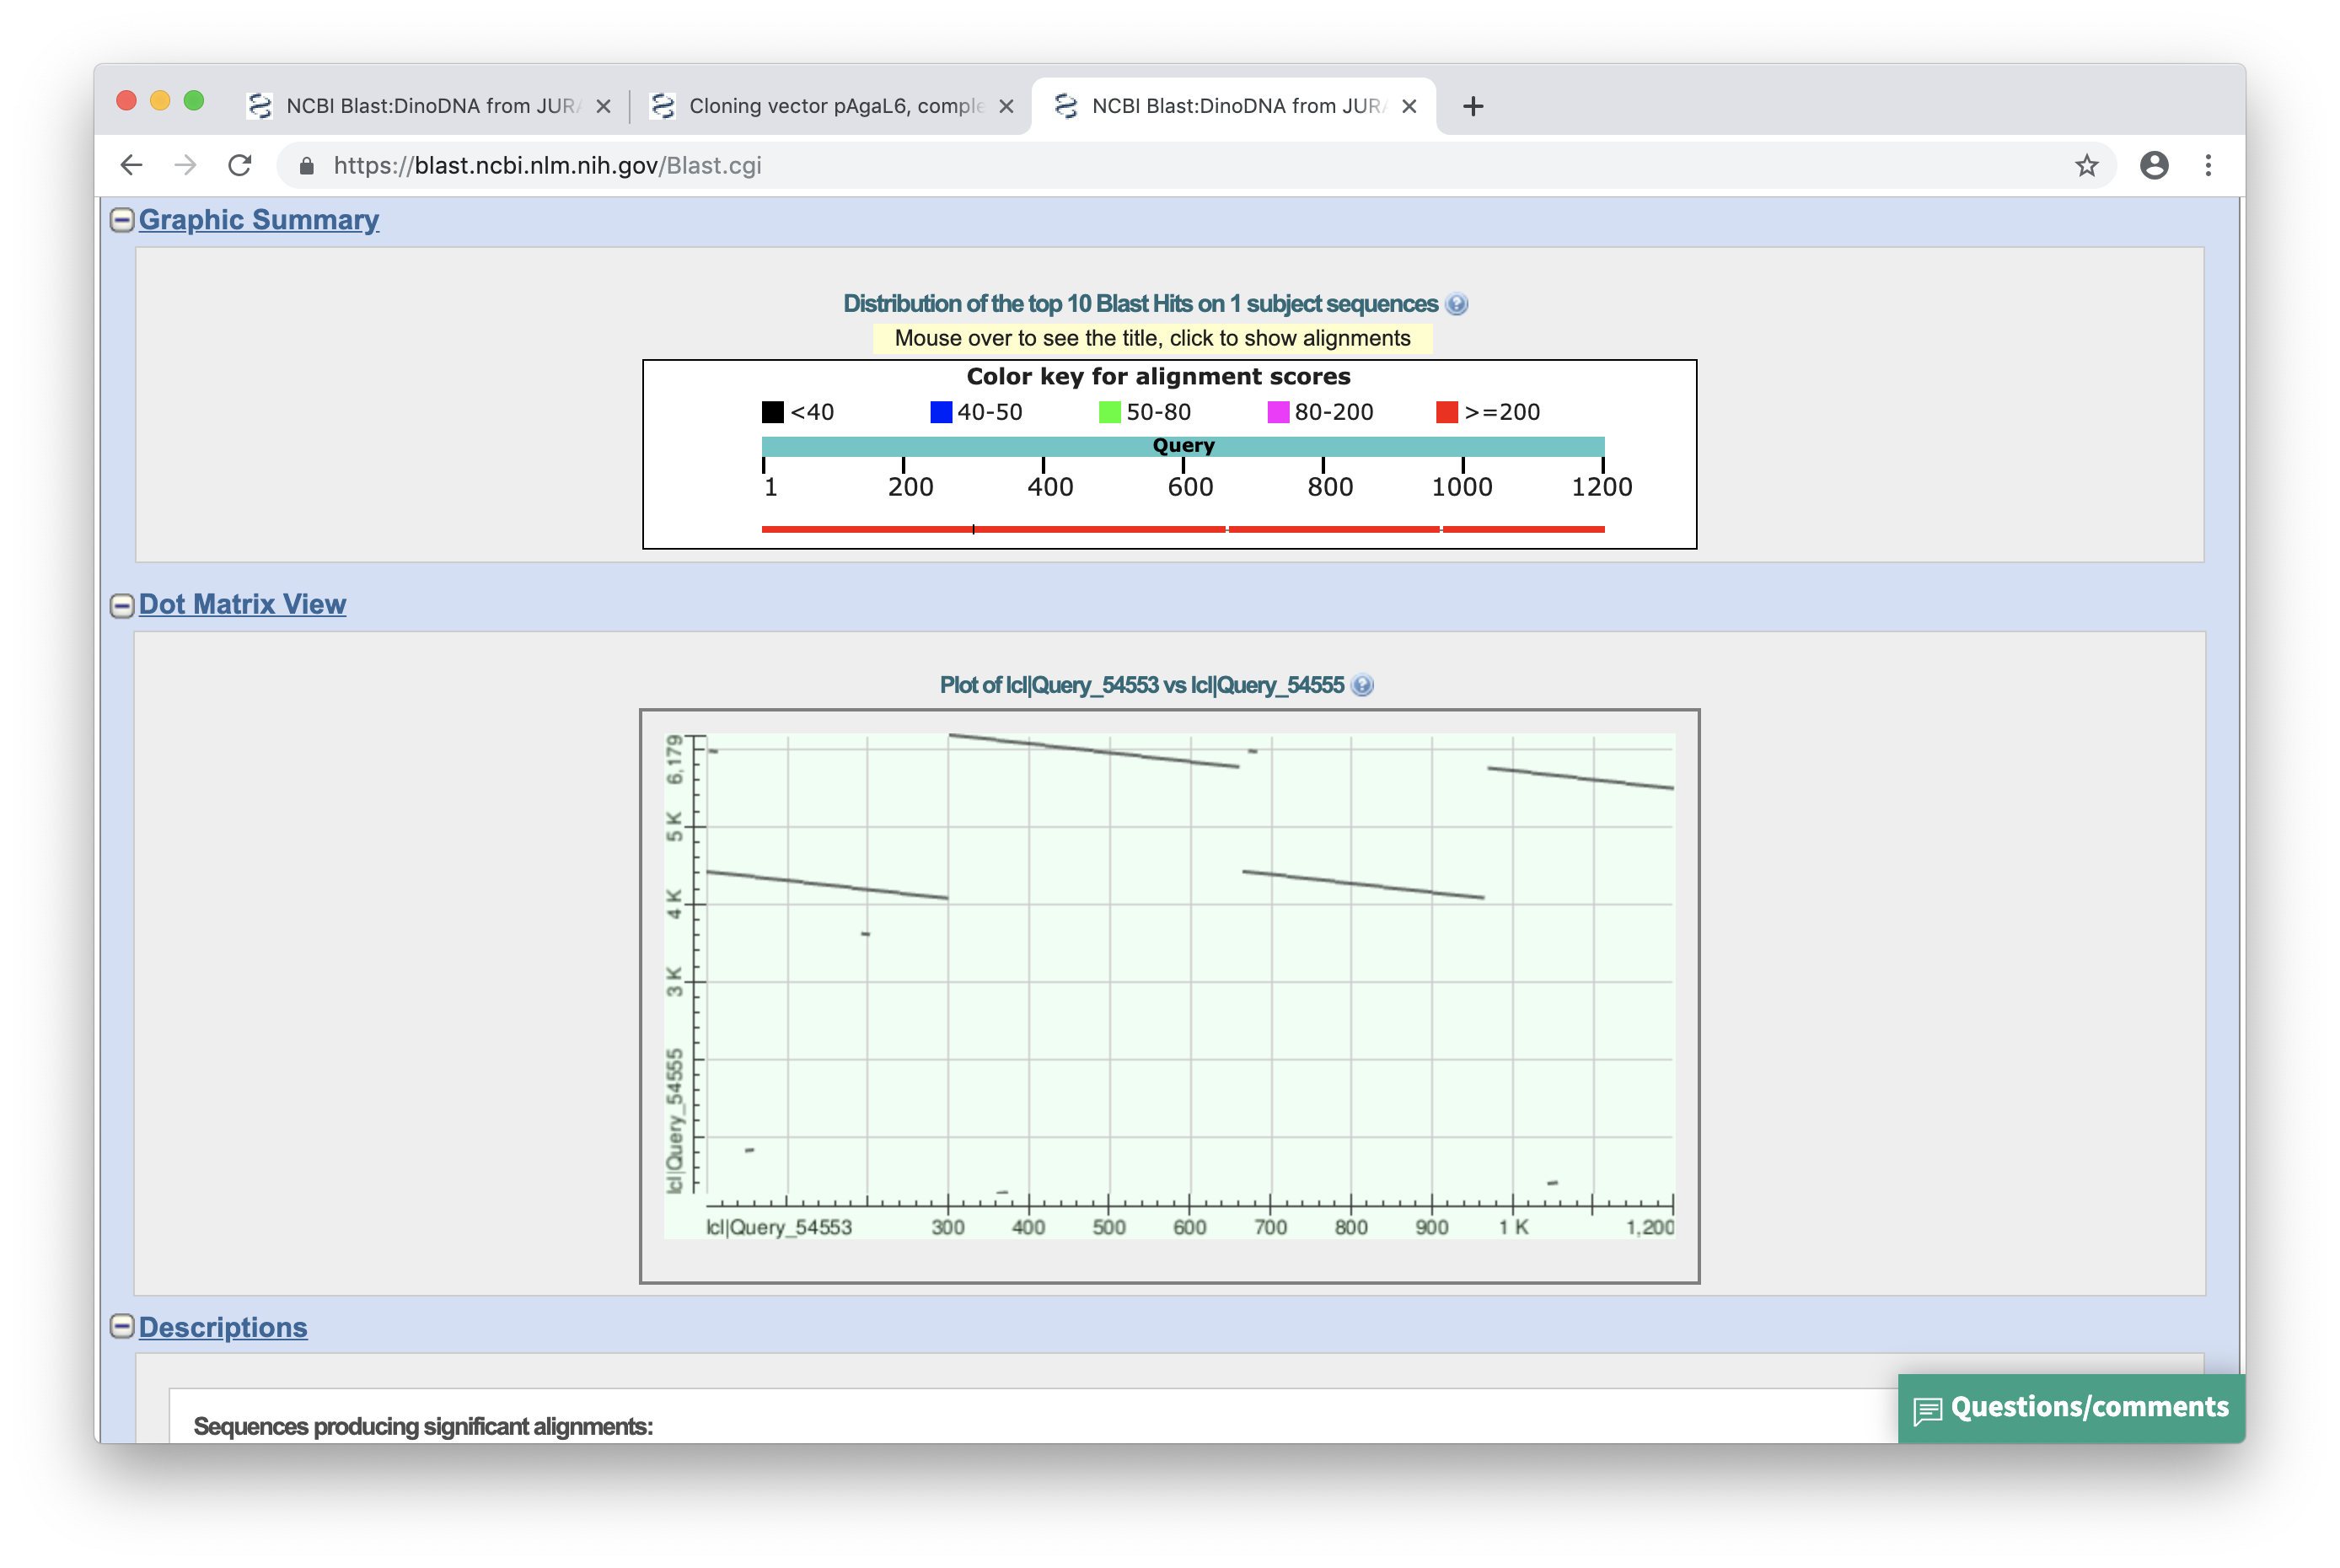 NCBI Blast:DinoDNA from JUR
Cloning vector pAgaL6, comple
NCBI Blast:DinoDNA from JUR
https://blast.ncbi.nlm.nih.gov/Blast.cgi
Graphic Summary
Distribution of the top 10 Blast Hits on 1 subject sequences
Mouse over to see the title, click to show alignments
Color key for alignment scores
<40 40-50 50-80 80-200 >=200
Query
1 200 400 600 800 1000 1200
Dot Matrix View
Plot of lcl|Query_54553 vs lcl|Query_54555
6,179
5 K
4 K
3 K
lcl|Query_54555
lcl|Query_54553 300 400 500 600 700 800 900 1 K 1,200
Descriptions
Sequences producing significant alignments:
Questions/comments